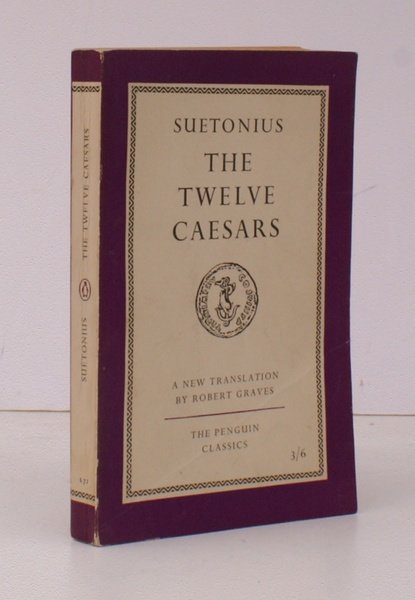 SUETONIUS
THE
TWELVE
CAESARS
A NEW TRANSLATION
BY ROBERT GRAVES
THE PENGUIN
CLASSICS
3/6
THE TWELVE CAESARS
SUETONIUS